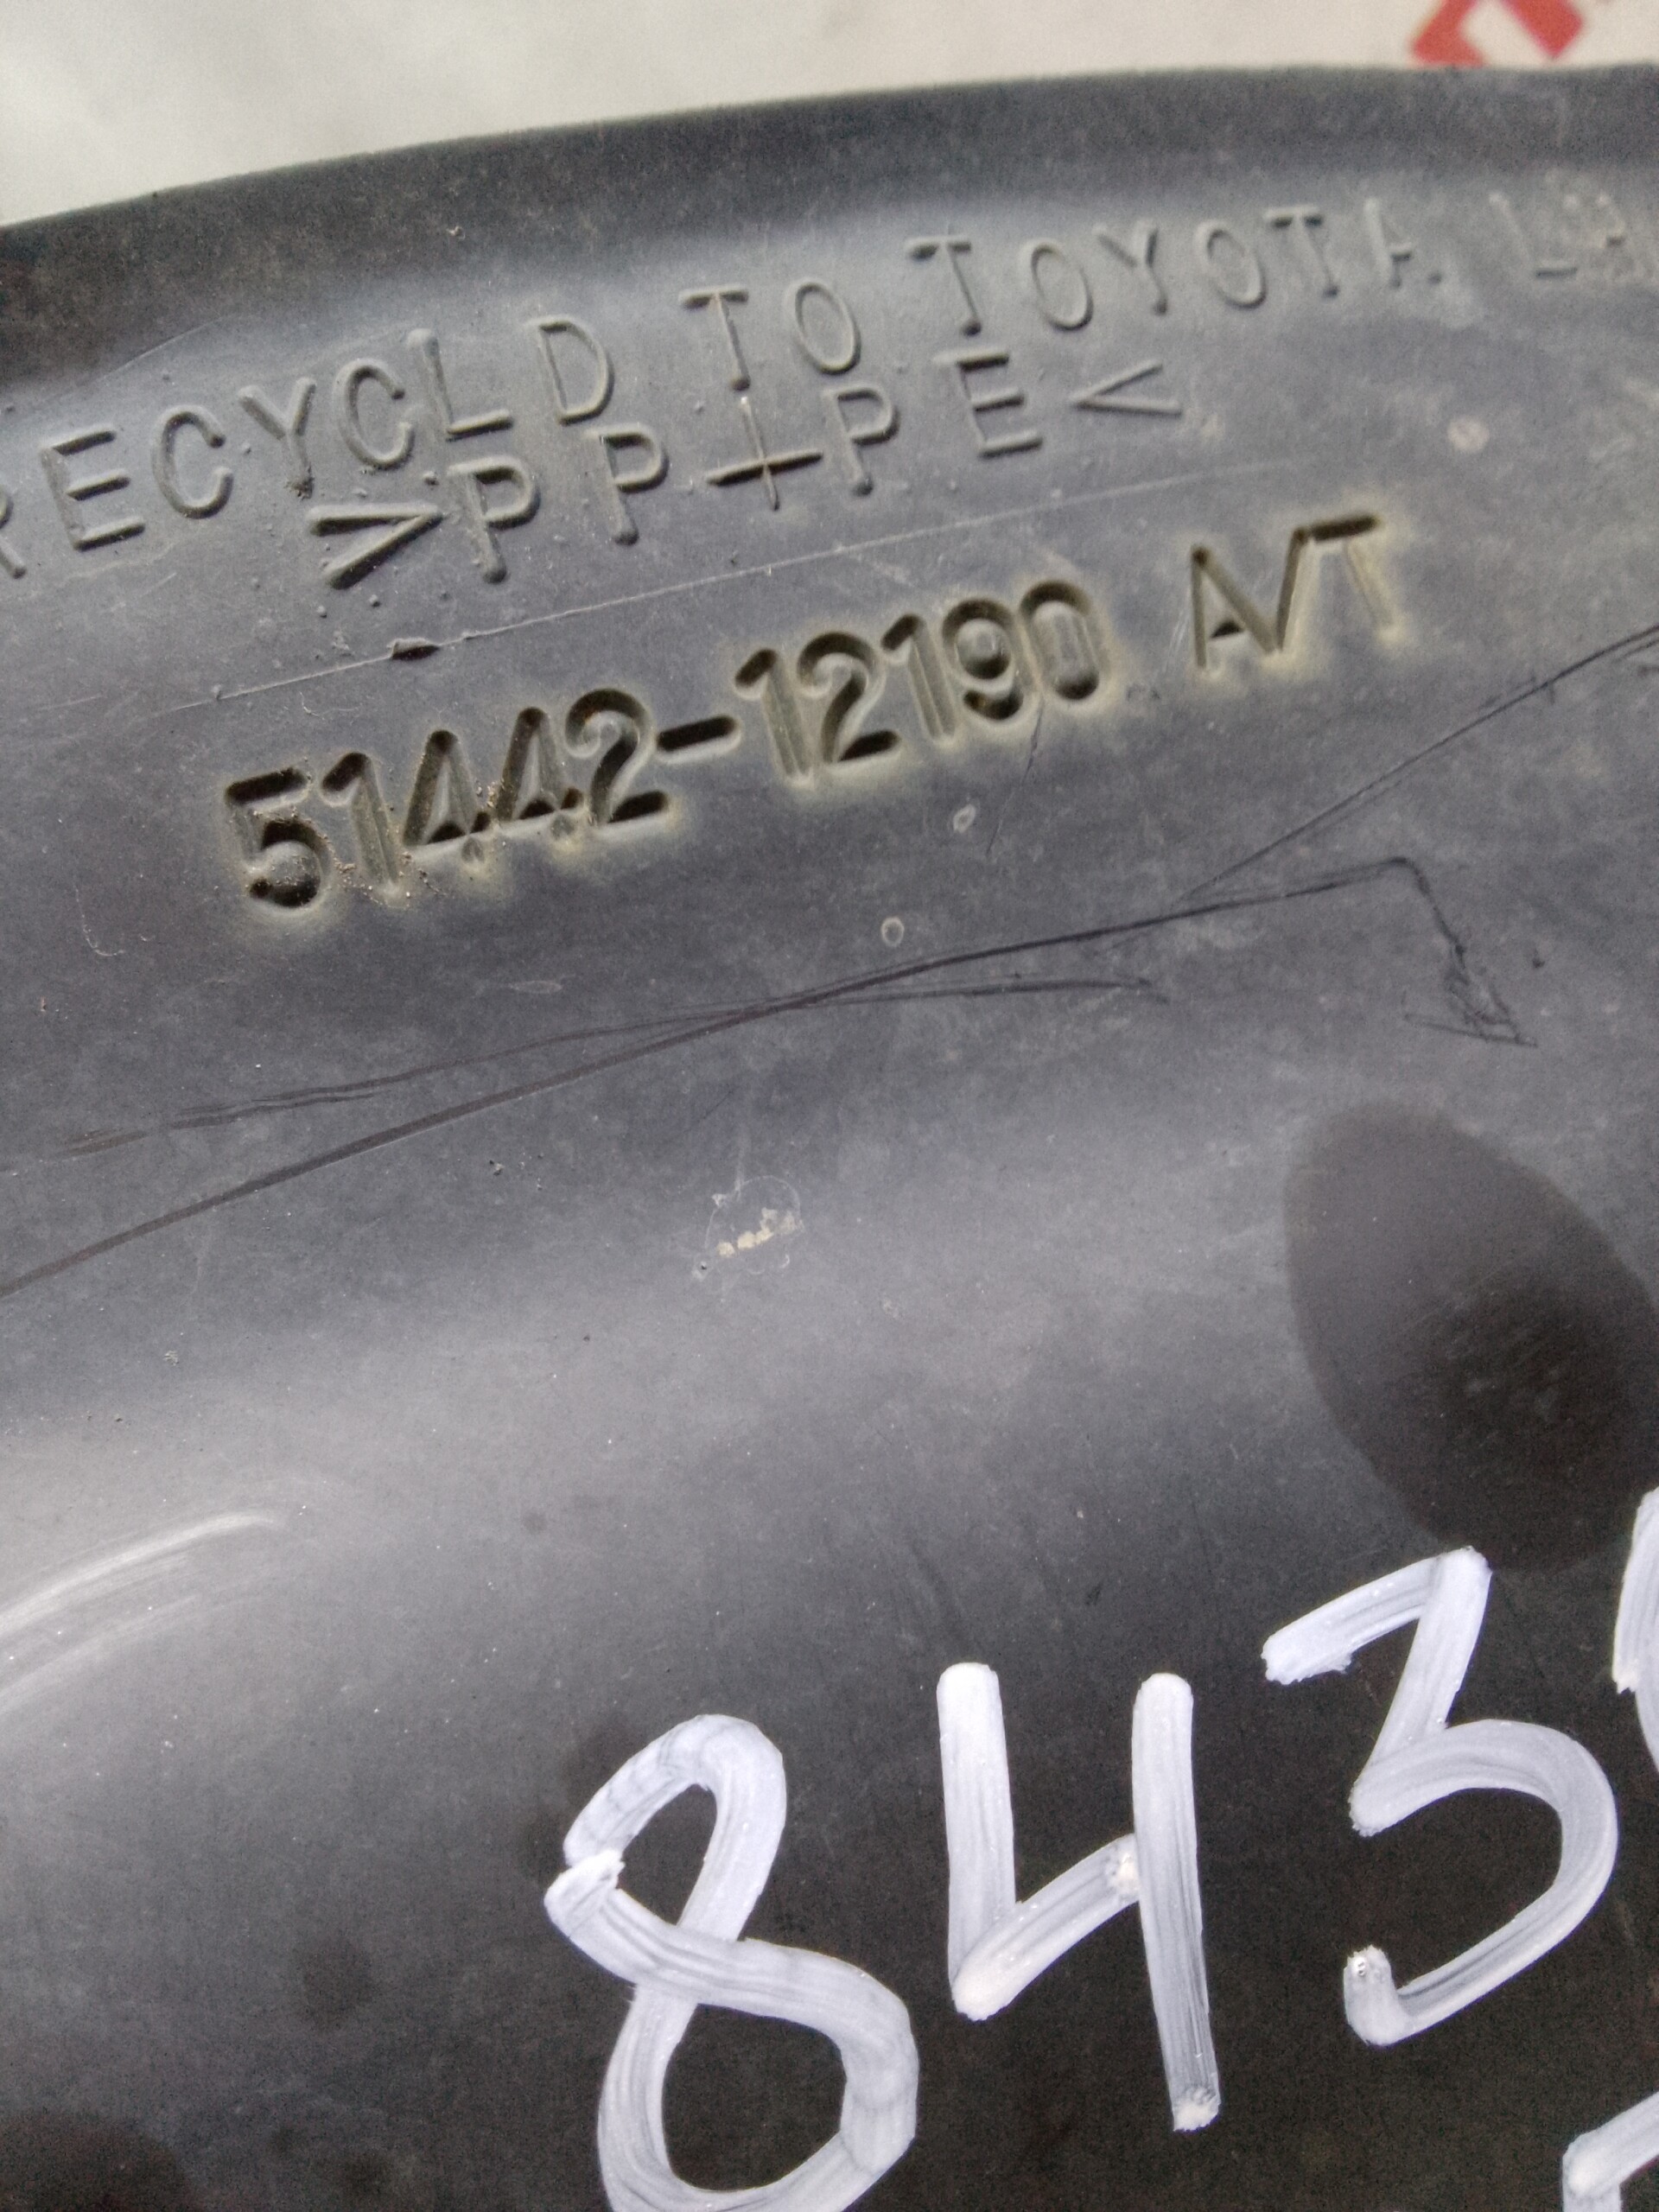 RECYCLD TO TOYOTA.
>PP+PE<
51442-12190 A/T
843